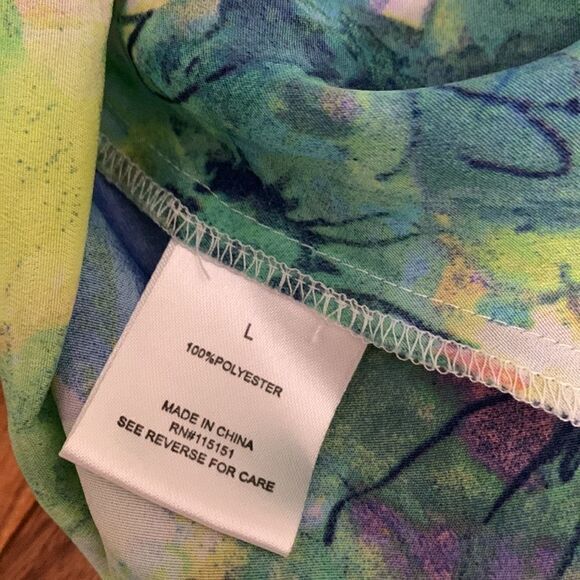 L
100%POLYESTER
MADE IN CHINA
RN#115151
SEE REVERSE FOR CARE